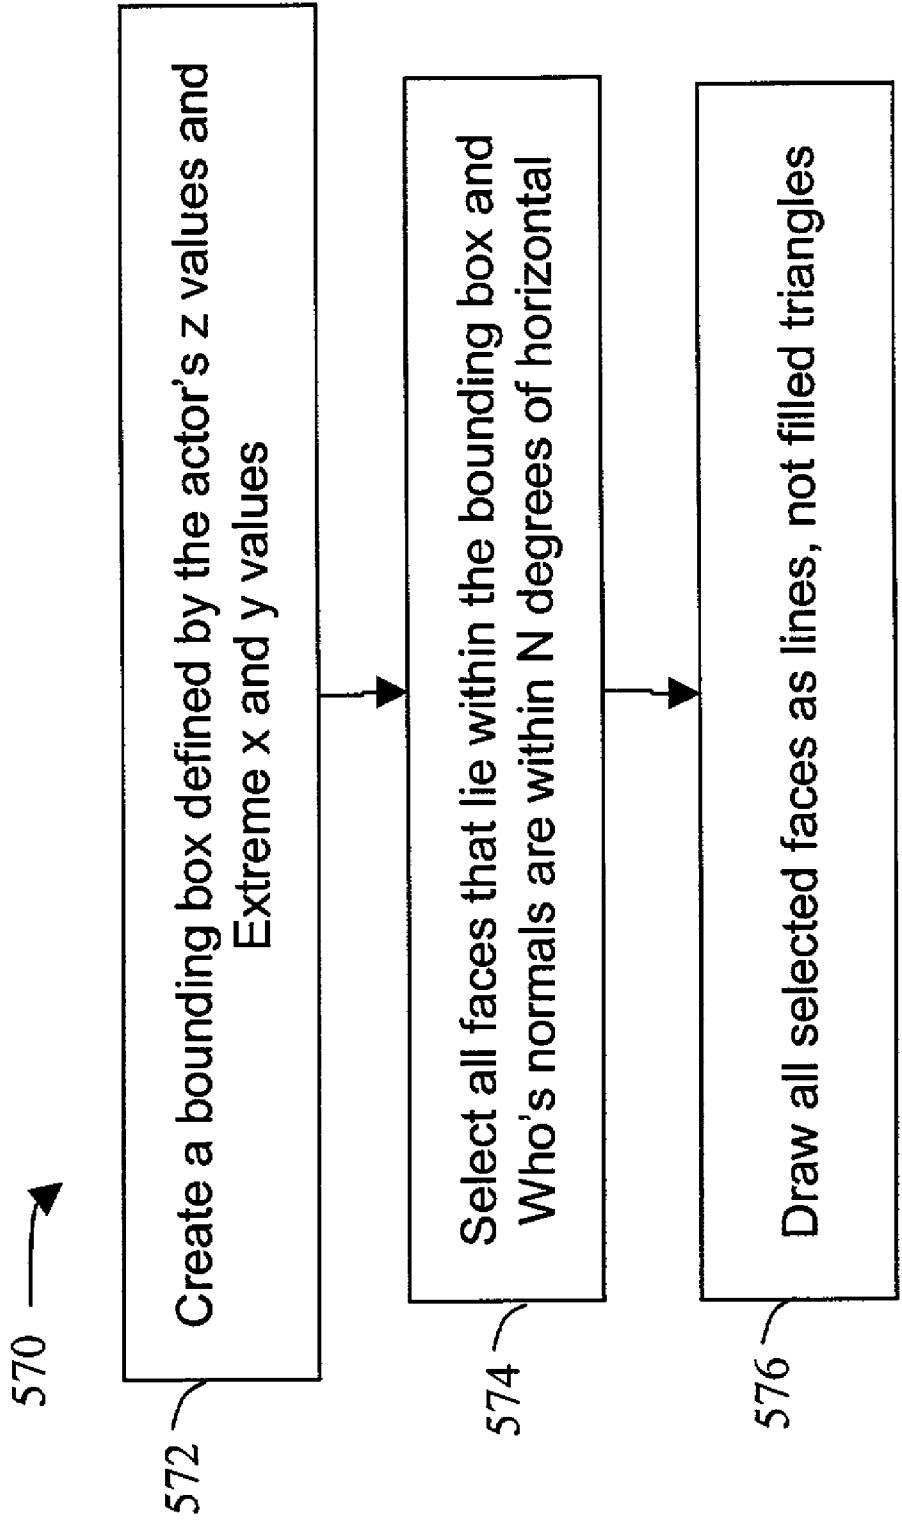 570
572
Create a bounding box defined by the actor's z values and
Extreme x and y values
574
Select all faces that lie within the bounding box and
Who's normals are within N degrees of horizontal
576
Draw all selected faces as lines, not filled triangles